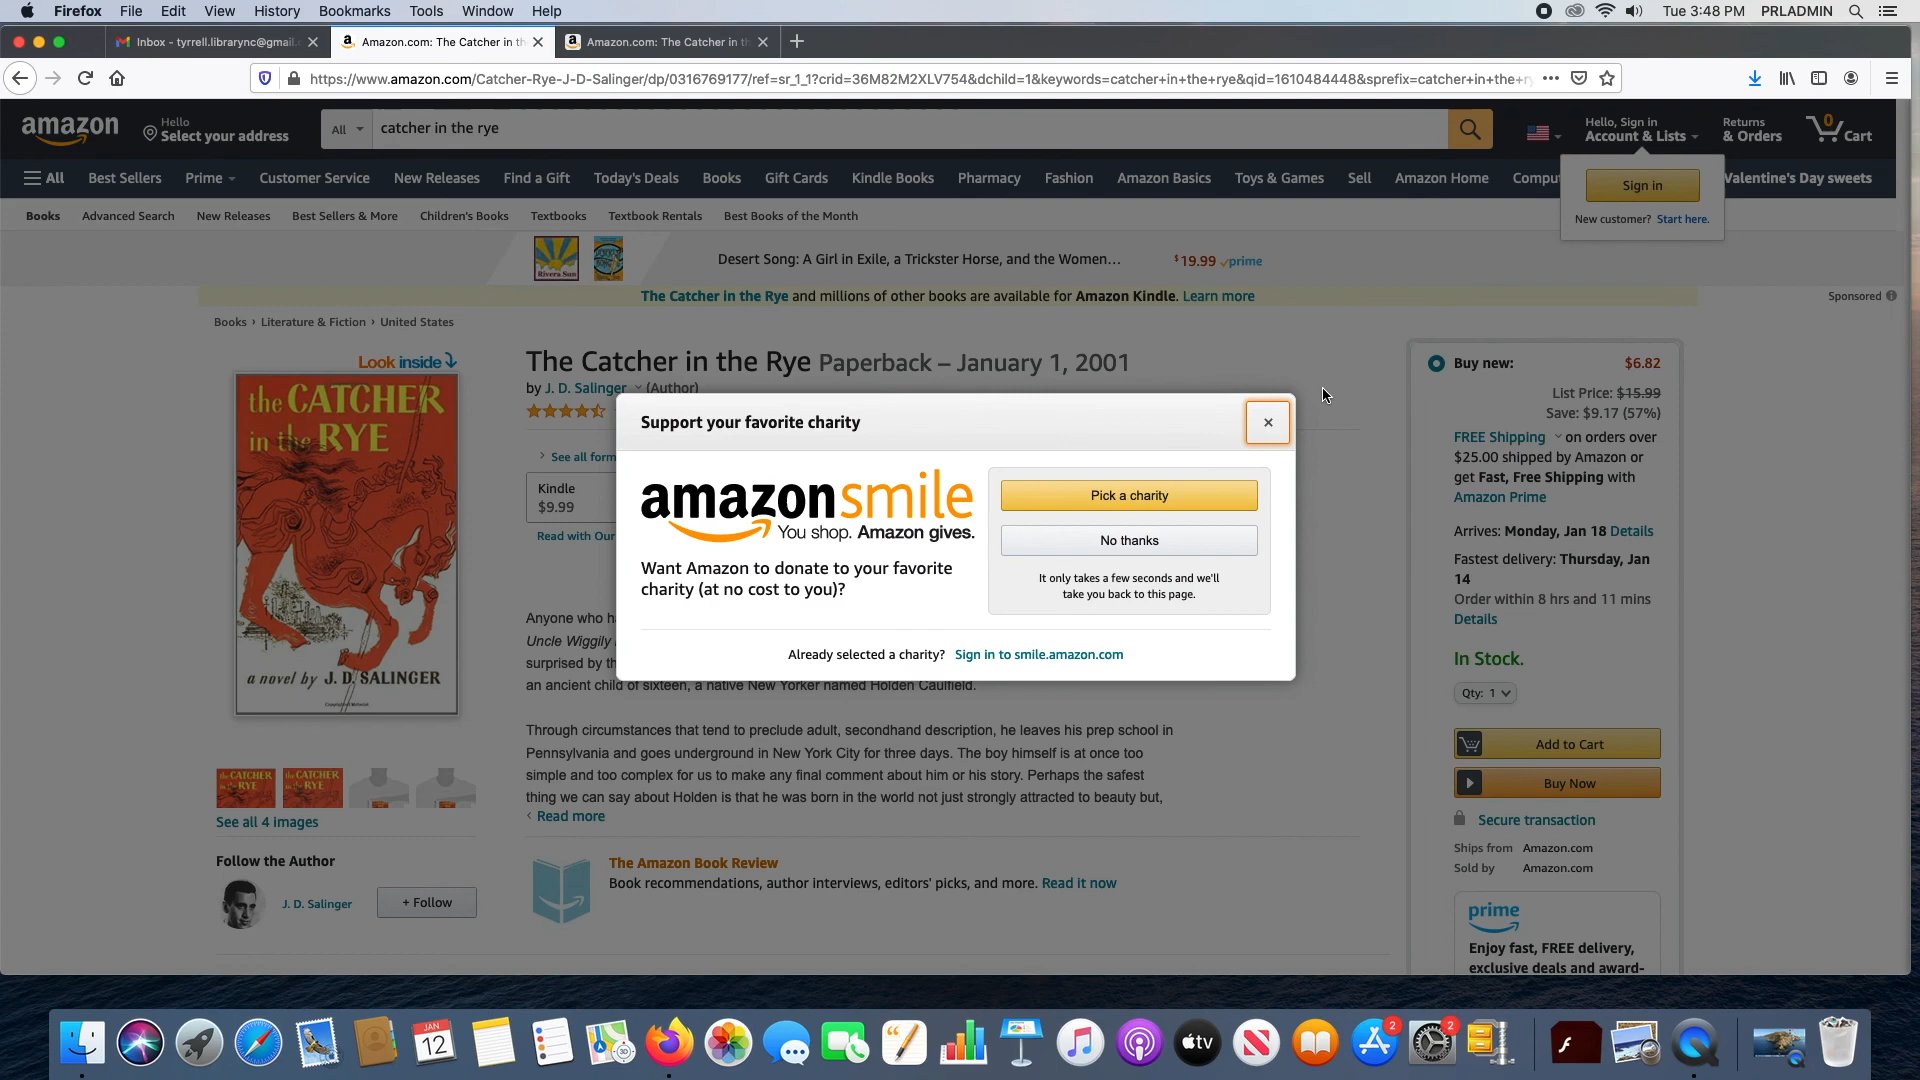 Firefox File Edit View History Bookmarks Tools Window Help
Tue 3:48 PM PRLADMIN
Inbox - tyrrell.librarync@gmail.
Amazon.com: The Catcher in th
Amazon.com: The Catcher in th
https://www.amazon.com/Catcher-Rye-J-D-Salinger/dp/0316769177/ref=sr_1_1?crid=36M82M2XLV754&dchild=1&keywords=catcher+in+the+rye&qid=1610484448&sprefix=catcher+in+the+ry
amazon
Hello
Select your address
All
catcher in the rye
Hello, Sign in
Account & Lists
Returns
& Orders
0
Cart
All Best Sellers Prime Customer Service New Releases Find a Gift Today's Deals Books Gift Cards Kindle Books Pharmacy Fashion Amazon Basics Toys & Games Sell Amazon Home Compu
Valentine's Day sweets
Sign in
New customer? Start here.
Books Advanced Search New Releases Best Sellers & More Children's Books Textbooks Textbook Rentals Best Books of the Month
Rivera Sun
Desert Song: A Girl in Exile, a Trickster Horse, and the Women...
$19.99 prime
The Catcher in the Rye and millions of other books are available for Amazon Kindle. Learn more
Sponsored
Books › Literature & Fiction › United States
Look inside
the CATCHER
in the RYE
a novel by J. D. SALINGER
The Catcher in the Rye Paperback – January 1, 2001
by J. D. Salinger (Author)
See all form
Kindle
$9.99
Read with Our
Support your favorite charity
×
amazonsmile
You shop. Amazon gives.
Want Amazon to donate to your favorite
charity (at no cost to you)?
Pick a charity
No thanks
It only takes a few seconds and we'll
take you back to this page.
Already selected a charity? Sign in to smile.amazon.com
Anyone who ha
Uncle Wiggily
surprised by th
an ancient child of sixteen, a native New Yorker named Holden Caulfield.
Through circumstances that tend to preclude adult, secondhand description, he leaves his prep school in
Pennsylvania and goes underground in New York City for three days. The boy himself is at once too
simple and too complex for us to make any final comment about him or his story. Perhaps the safest
thing we can say about Holden is that he was born in the world not just strongly attracted to beauty but,
Read more
the CATCHER
in the RYE
the CATCHER
in the RYE
See all 4 images
Follow the Author
J. D. Salinger
+ Follow
The Amazon Book Review
Book recommendations, author interviews, editors' picks, and more. Read it now
Buy new: $6.82
List Price: $15.99
Save: $9.17 (57%)
FREE Shipping on orders over
$25.00 shipped by Amazon or
get Fast, Free Shipping with
Amazon Prime
Arrives: Monday, Jan 18 Details
Fastest delivery: Thursday, Jan
14
Order within 8 hrs and 11 mins
Details
In Stock.
Qty: 1
Add to Cart
Buy Now
Secure transaction
Ships from Amazon.com
Sold by Amazon.com
prime
Enjoy fast, FREE delivery,
exclusive deals and award-
JAN
12
3D
tv
2
2